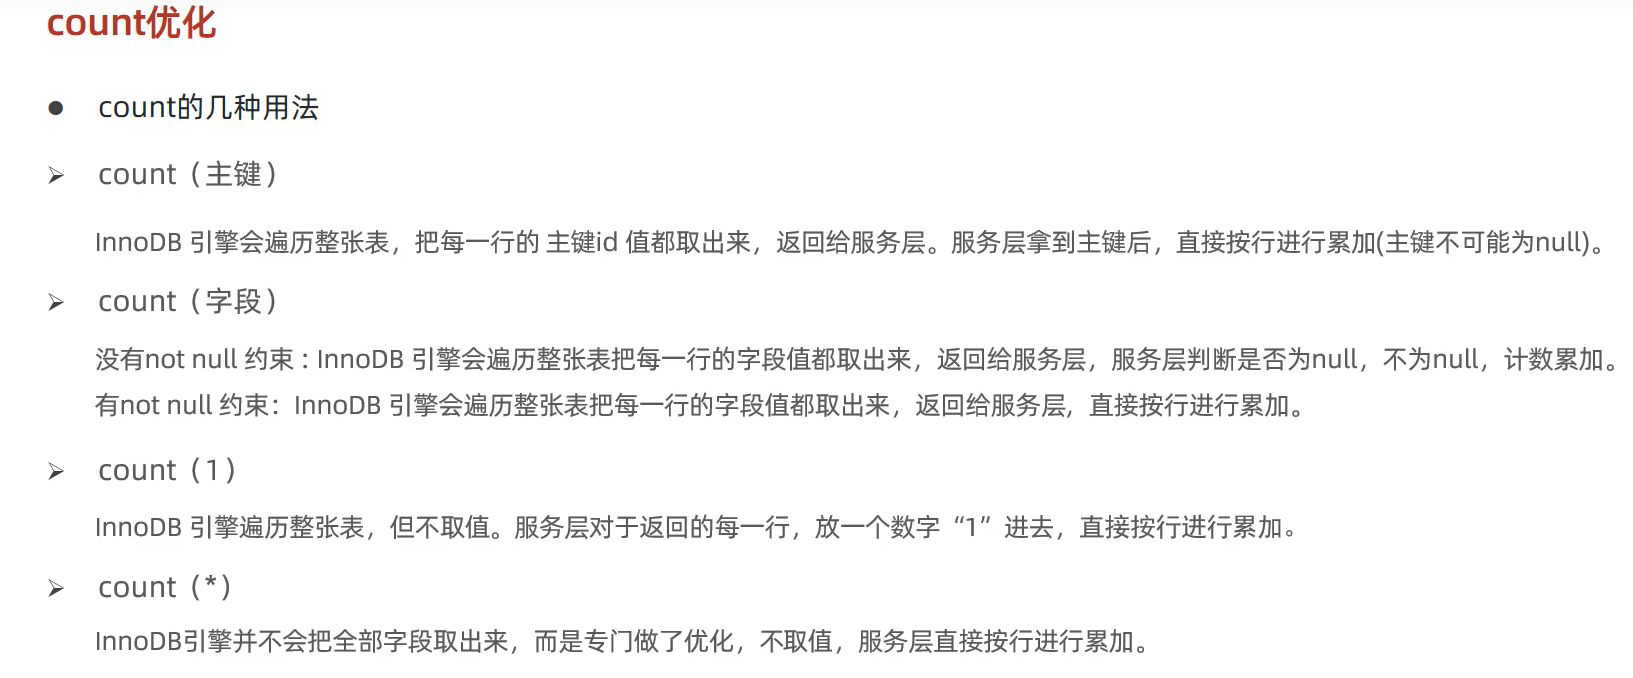 count优化
● count的几种用法
➢ count（主键）
InnoDB 引擎会遍历整张表，把每一行的 主键id 值都取出来，返回给服务层。服务层拿到主键后，直接按行进行累加(主键不可能为null)。
➢ count（字段）
没有not null 约束 : InnoDB 引擎会遍历整张表把每一行的字段值都取出来，返回给服务层，服务层判断是否为null，不为null，计数累加。
有not null 约束：InnoDB 引擎会遍历整张表把每一行的字段值都取出来，返回给服务层，直接按行进行累加。
➢ count（1）
InnoDB 引擎遍历整张表，但不取值。服务层对于返回的每一行，放一个数字“1”进去，直接按行进行累加。
➢ count（*）
InnoDB引擎并不会把全部字段取出来，而是专门做了优化，不取值，服务层直接按行进行累加。